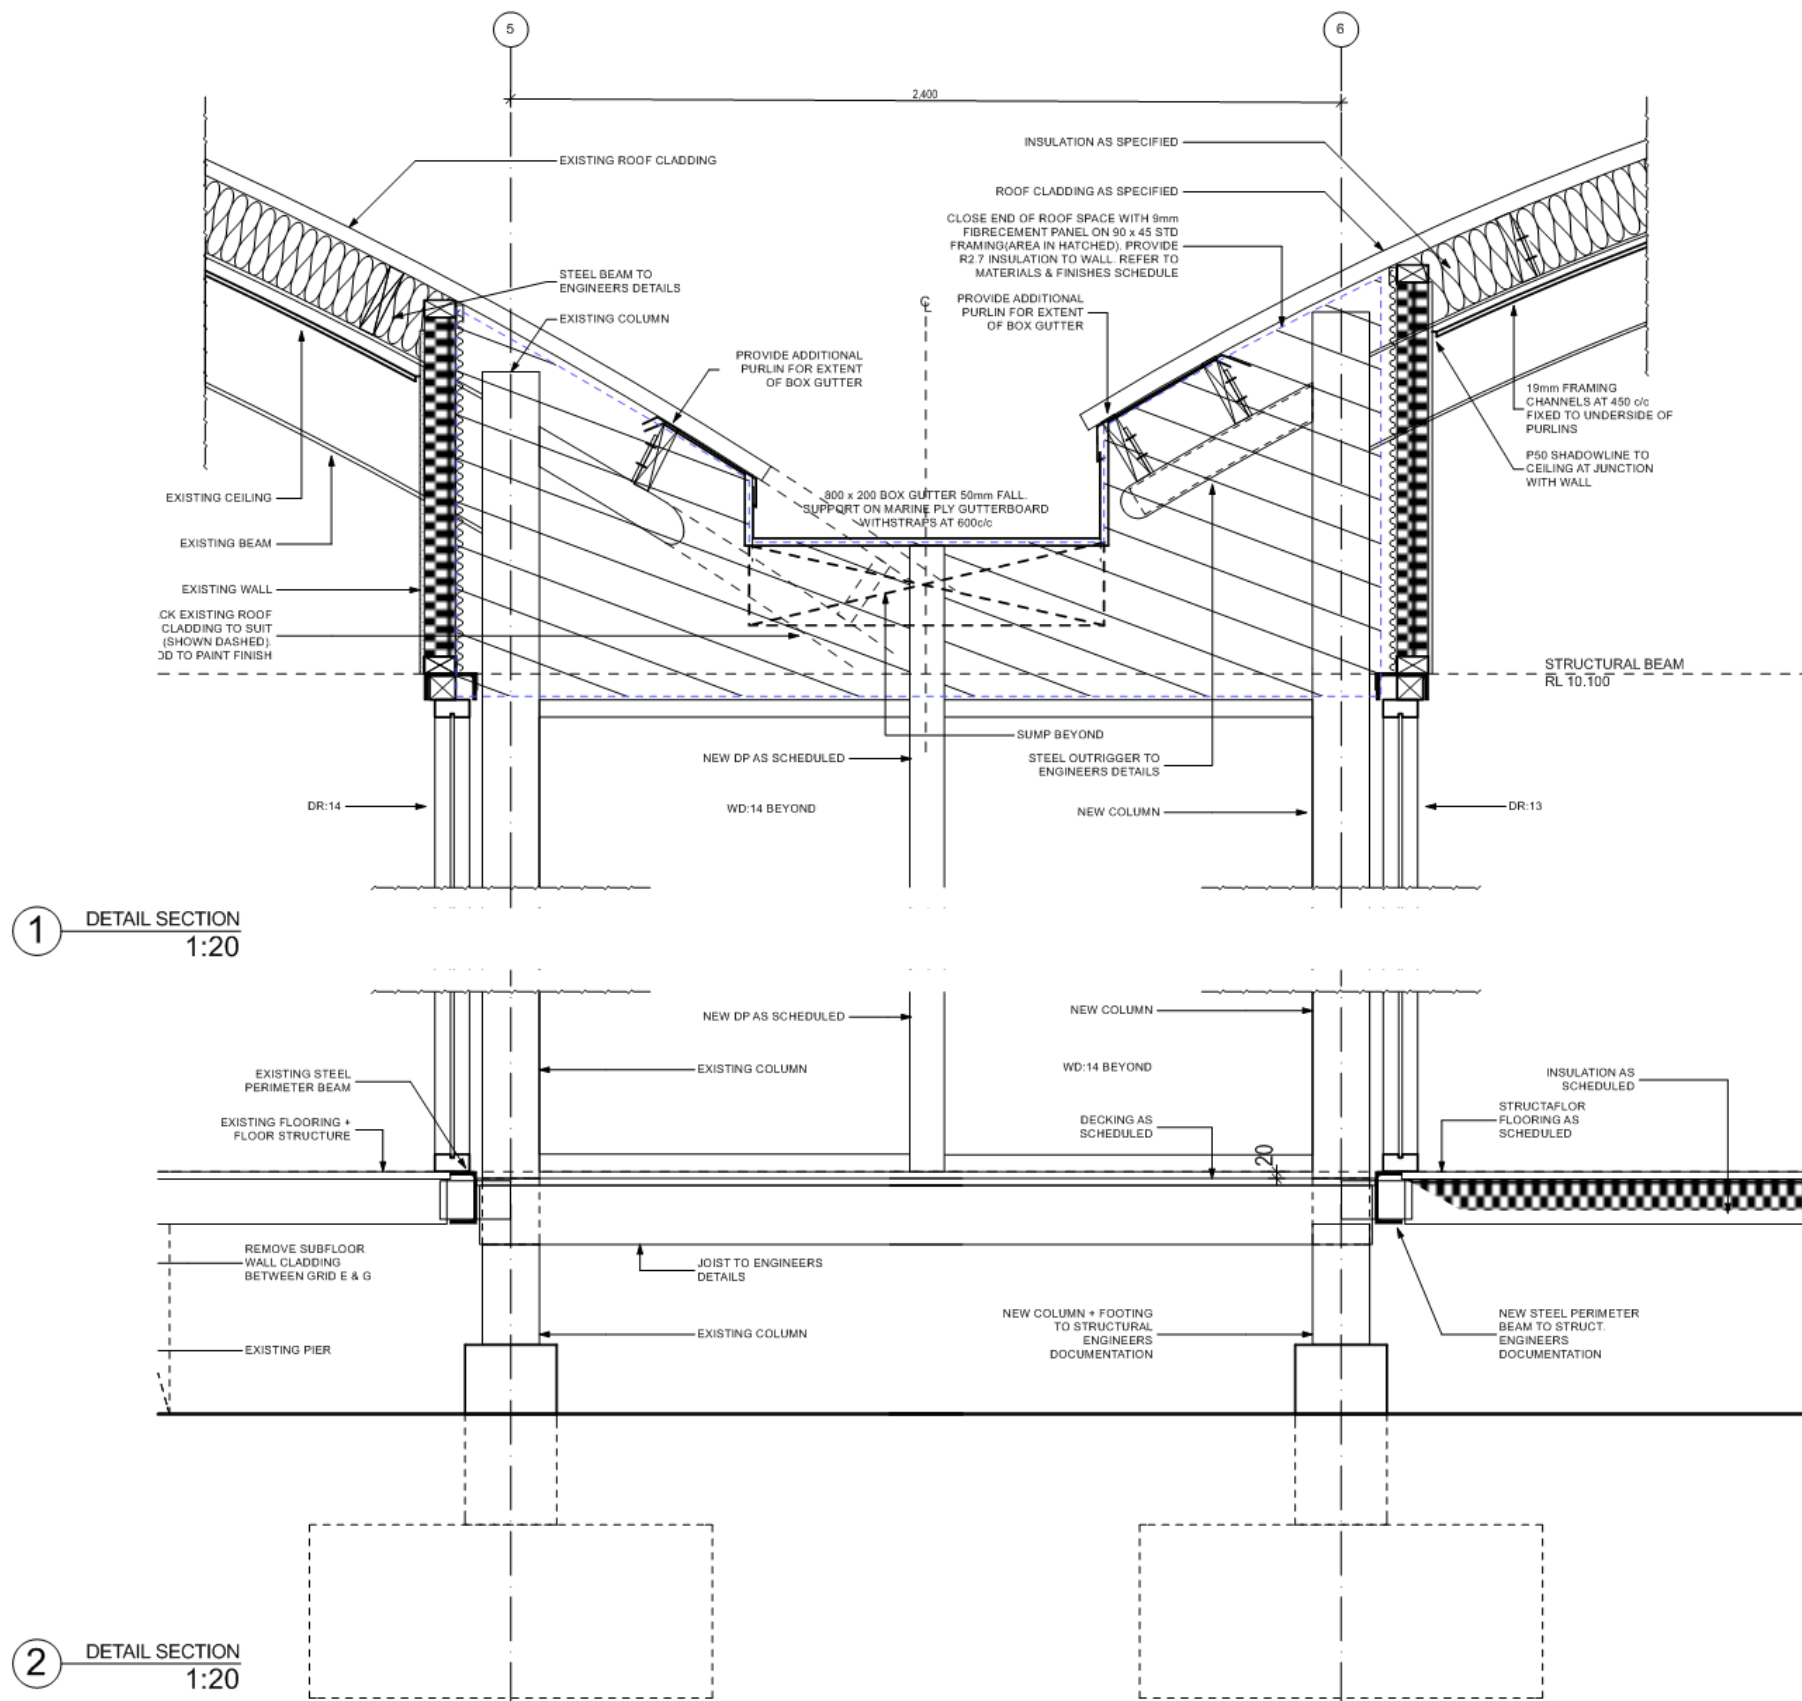 5
6
2,400
EXISTING ROOF CLADDING
STEEL BEAM TO
ENGINEERS DETAILS
EXISTING COLUMN
PROVIDE ADDITIONAL
PURLIN FOR EXTENT
OF BOX GUTTER
INSULATION AS SPECIFIED
ROOF CLADDING AS SPECIFIED
CLOSE END OF ROOF SPACE WITH 9mm
FIBRECEMENT PANEL ON 90 x 45 STD
FRAMING(AREA IN HATCHED). PROVIDE
R2.7 INSULATION TO WALL. REFER TO
MATERIALS & FINISHES SCHEDULE
PROVIDE ADDITIONAL
PURLIN FOR EXTENT
OF BOX GUTTER
19mm FRAMING
CHANNELS AT 450 c/c
FIXED TO UNDERSIDE OF
PURLINS
P50 SHADOWLINE TO
CEILING AT JUNCTION
WITH WALL
800 x 200 BOX GUTTER 50mm FALL.
SUPPORT ON MARINE PLY GUTTERBOARD
WITHSTRAPS AT 600c/c
EXISTING CEILING
EXISTING BEAM
EXISTING WALL
CK EXISTING ROOF
CLADDING TO SUIT
(SHOWN DASHED).
OD TO PAINT FINISH
STRUCTURAL BEAM
RL 10.100
SUMP BEYOND
NEW DP AS SCHEDULED
STEEL OUTRIGGER TO
ENGINEERS DETAILS
DR:14
WD:14 BEYOND
NEW COLUMN
DR:13
1
DETAIL SECTION
1:20
NEW DP AS SCHEDULED
NEW COLUMN
EXISTING COLUMN
WD:14 BEYOND
EXISTING STEEL
PERIMETER BEAM
EXISTING FLOORING +
FLOOR STRUCTURE
DECKING AS
SCHEDULED
20
INSULATION AS
SCHEDULED
STRUCTAFLOR
FLOORING AS
SCHEDULED
REMOVE SUBFLOOR
WALL CLADDING
BETWEEN GRID E & G
JOIST TO ENGINEERS
DETAILS
EXISTING COLUMN
NEW COLUMN + FOOTING
TO STRUCTURAL
ENGINEERS
DOCUMENTATION
NEW STEEL PERIMETER
BEAM TO STRUCT.
ENGINEERS
DOCUMENTATION
EXISTING PIER
2
DETAIL SECTION
1:20